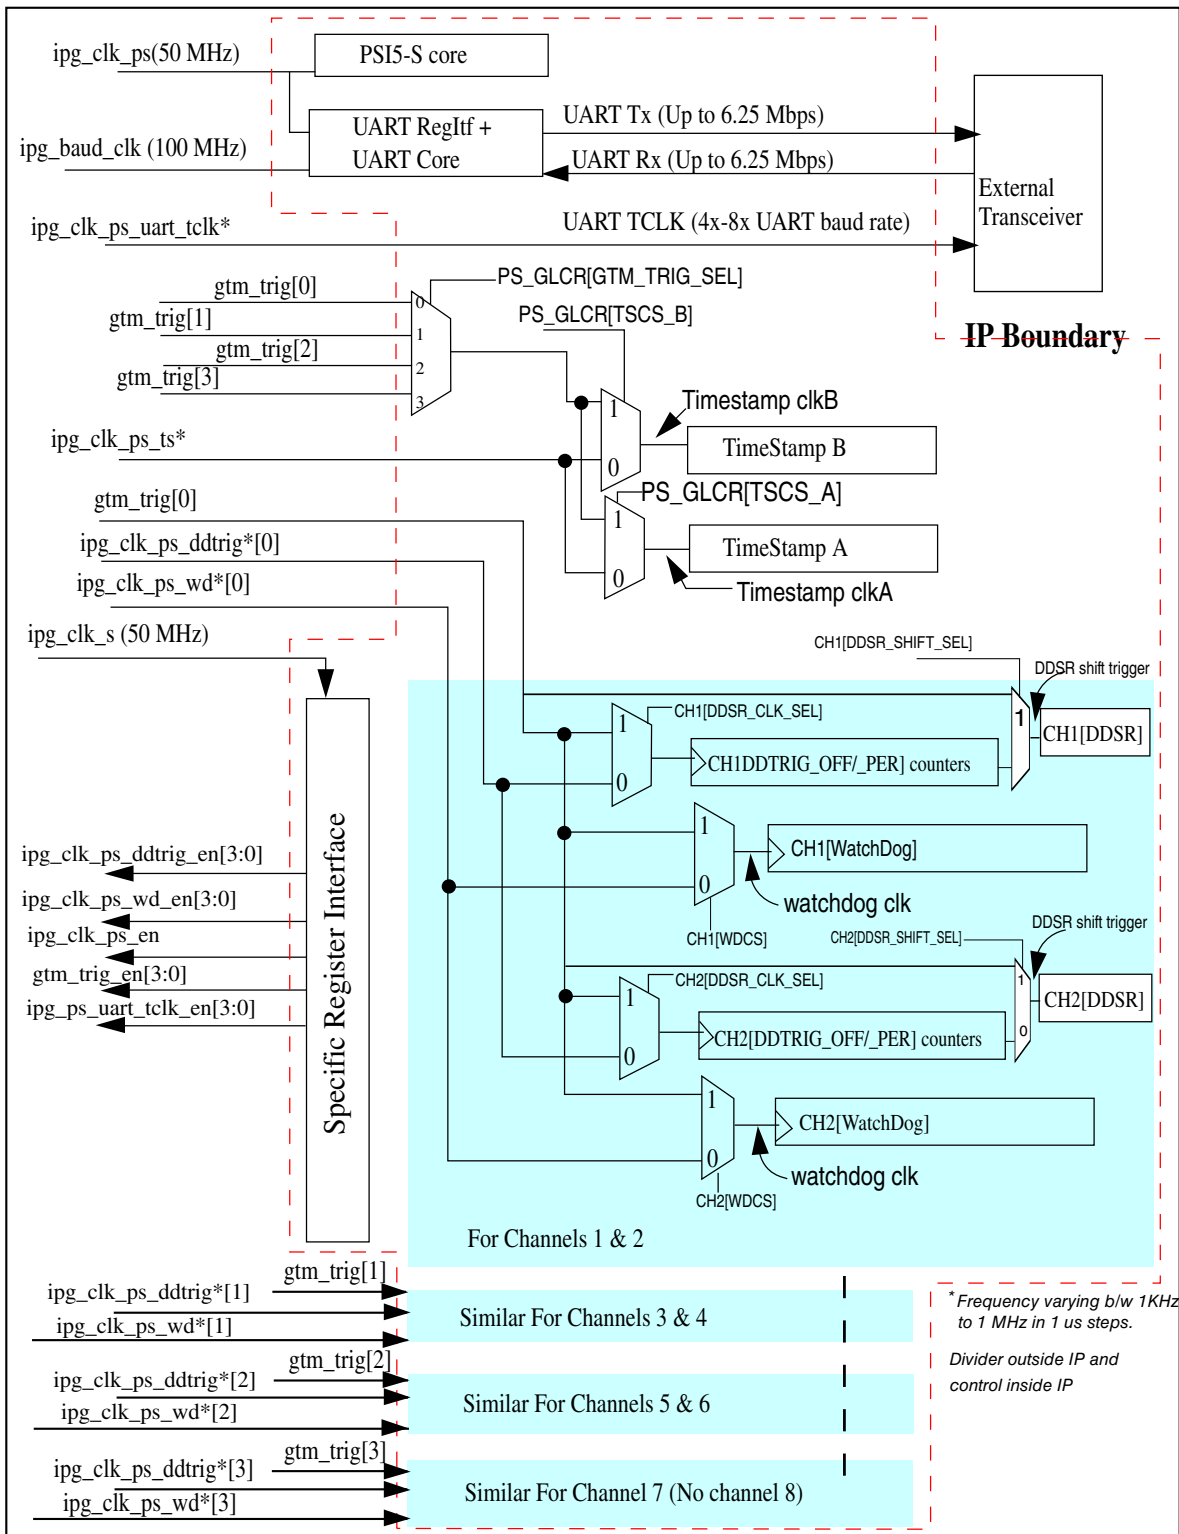 ipg_clk_ps(50 MHz)
PSI5-S core
UART RegItf +
UART Core
ipg_baud_clk (100 MHz)
UART Tx (Up to 6.25 Mbps)
UART Rx (Up to 6.25 Mbps)
External
Transceiver
ipg_clk_ps_uart_tclk*
UART TCLK (4x-8x UART baud rate)
IP Boundary
gtm_trig[0]
gtm_trig[1]
gtm_trig[2]
gtm_trig[3]
0
1
2
3
PS_GLCR[GTM_TRIG_SEL]
PS_GLCR[TSCS_B]
1
0
Timestamp clkB
TimeStamp B
ipg_clk_ps_ts*
PS_GLCR[TSCS_A]
1
0
TimeStamp A
Timestamp clkA
gtm_trig[0]
ipg_clk_ps_ddtrig*[0]
ipg_clk_ps_wd*[0]
ipg_clk_s (50 MHz)
Specific Register Interface
ipg_clk_ps_ddtrig_en[3:0]
ipg_clk_ps_wd_en[3:0]
ipg_clk_ps_en
gtm_trig_en[3:0]
ipg_ps_uart_tclk_en[3:0]
CH1[DDSR_SHIFT_SEL]
DDSR shift trigger
CH1[DDSR_CLK_SEL]
1
0
CH1DDTRIG_OFF/_PER] counters
1
CH1[DDSR]
1
0
CH1[WatchDog]
watchdog clk
CH1[WDCS]
CH2[DDSR_SHIFT_SEL]
DDSR shift trigger
CH2[DDSR_CLK_SEL]
1
0
CH2[DDTRIG_OFF/_PER] counters
1
0
CH2[DDSR]
1
0
CH2[WatchDog]
watchdog clk
CH2[WDCS]
For Channels 1 & 2
gtm_trig[1]
ipg_clk_ps_ddtrig*[1]
ipg_clk_ps_wd*[1]
Similar For Channels 3 & 4
gtm_trig[2]
ipg_clk_ps_ddtrig*[2]
ipg_clk_ps_wd*[2]
Similar For Channels 5 & 6
gtm_trig[3]
ipg_clk_ps_ddtrig*[3]
ipg_clk_ps_wd*[3]
Similar For Channel 7 (No channel 8)
* Frequency varying b/w 1KHz
to 1 MHz in 1 us steps.
Divider outside IP and
control inside IP